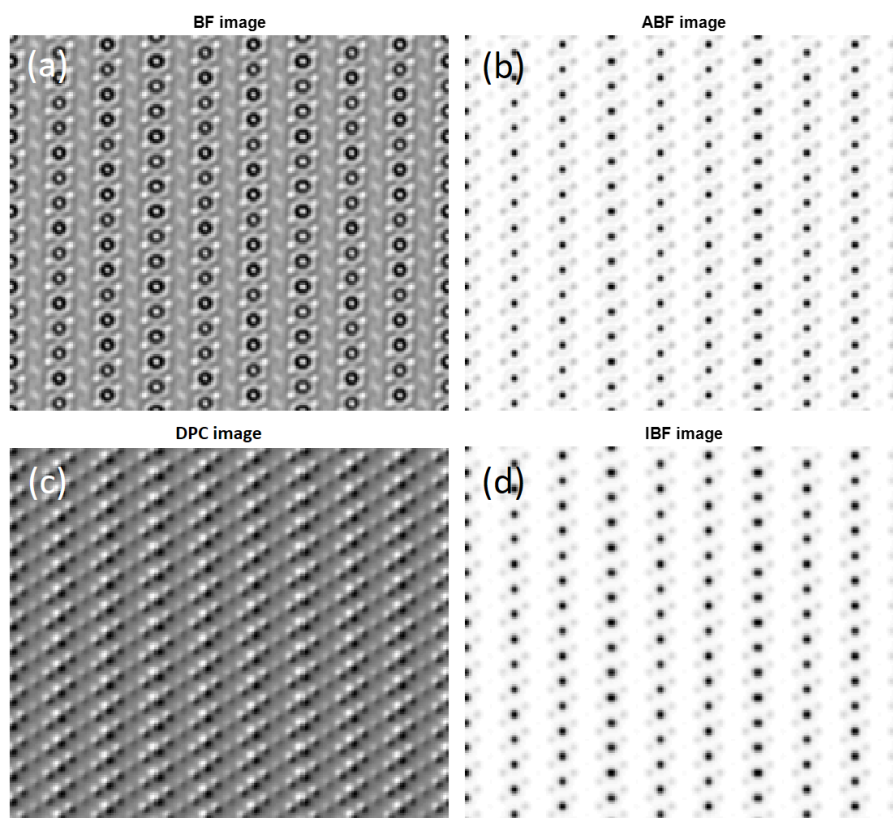 BF image
ABF image
(a)
(b)
DPC image
IBF image
(c)
(d)